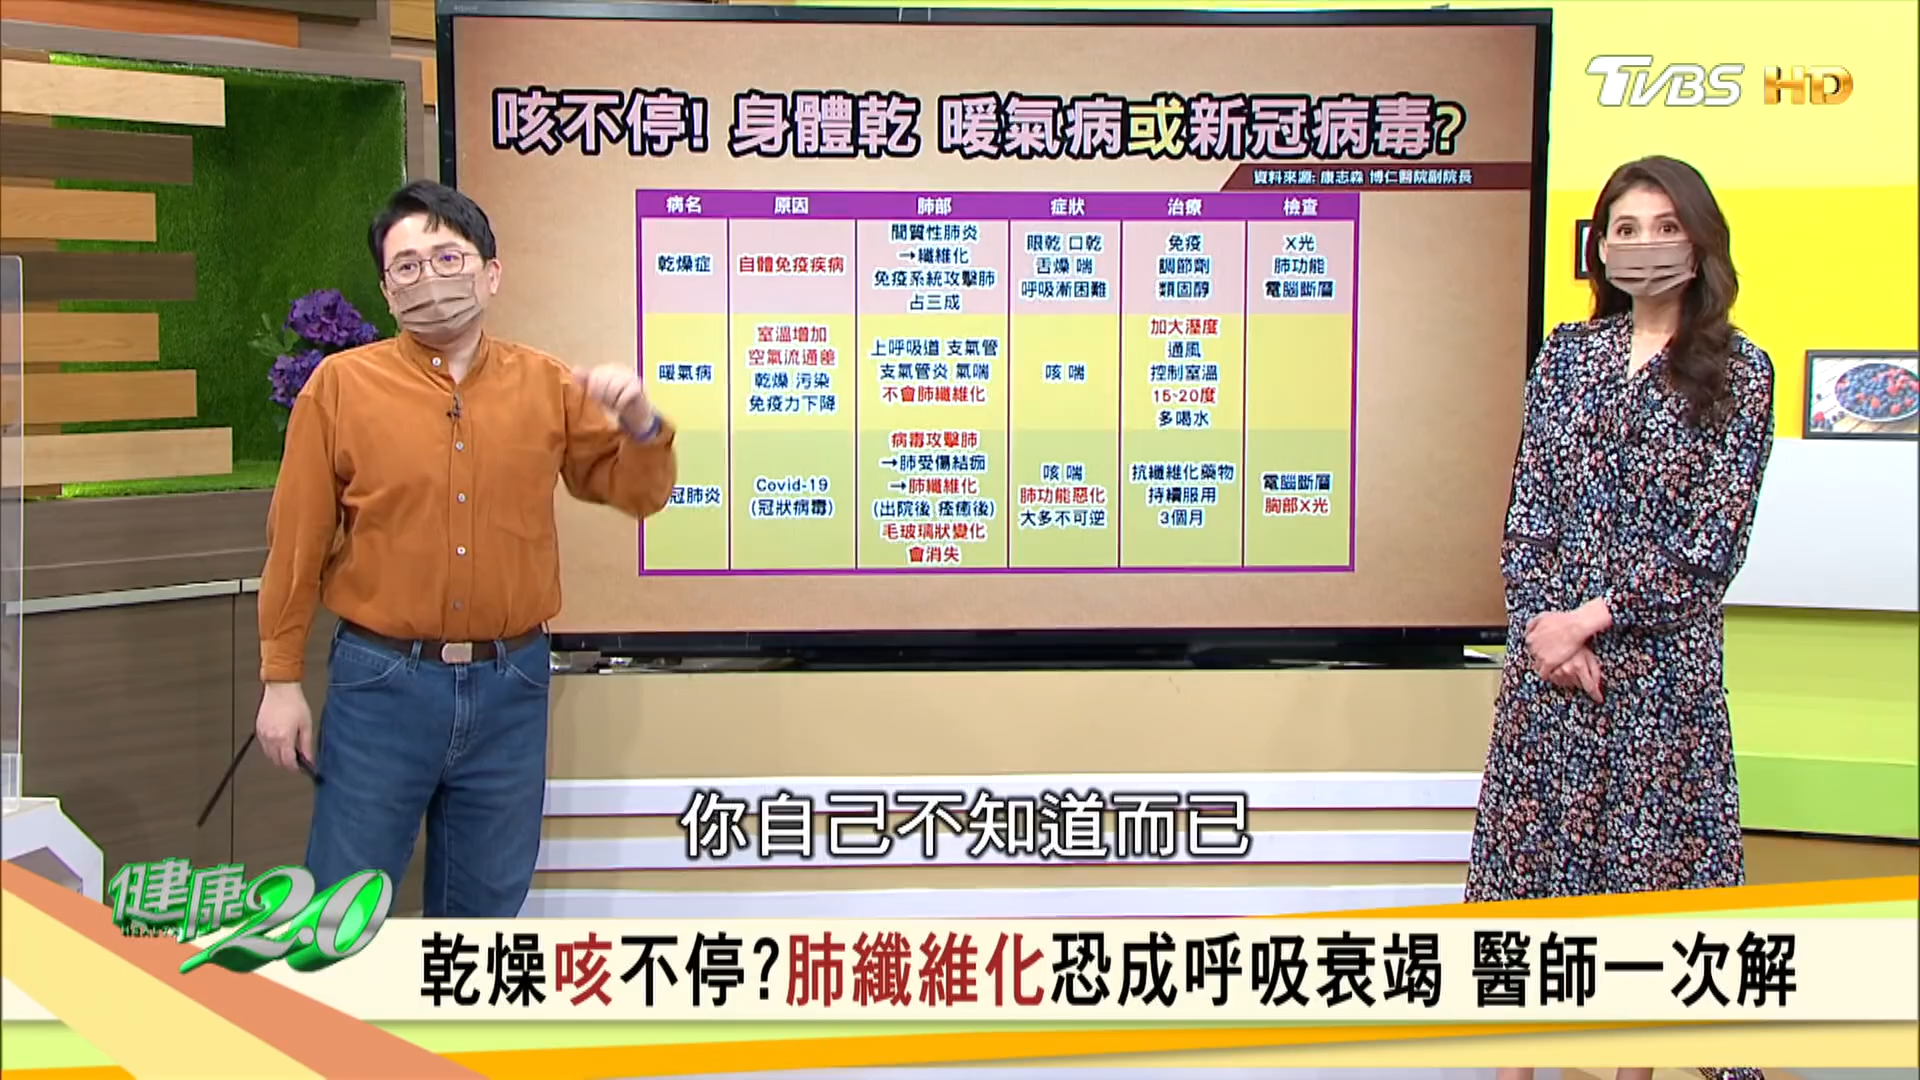 TVBS HD
咳不停! 身體乾 暖氣病或新冠病毒?
資料來源: 康志森 博仁醫院副院長
病名 原因 肺部 症狀 治療 檢查
乾燥症
自體免疫疾病
間質性肺炎
→纖維化
免疫系統攻擊肺
占三成
眼乾 口乾
舌燥 喘
呼吸漸困難
免疫
調節劑
類固醇
X光
肺功能
電腦斷層
暖氣病
室溫增加
空氣流通差
乾燥 污染
免疫力下降
上呼吸道 支氣管
支氣管炎 氣喘
不會肺纖維化
咳 喘
加大溼度
通風
控制室溫
15~20度
多喝水
冠肺炎
Covid-19
(冠狀病毒)
病毒攻擊肺
→肺受傷結痂
→肺纖維化
(出院後 痊癒後)
毛玻璃狀變化
會消失
咳 喘
肺功能惡化
大多不可逆
抗纖維化藥物
持續服用
3個月
電腦斷層
胸部X光
你自己不知道而已
健康2.0
乾燥咳不停?肺纖維化恐成呼吸衰竭 醫師一次解